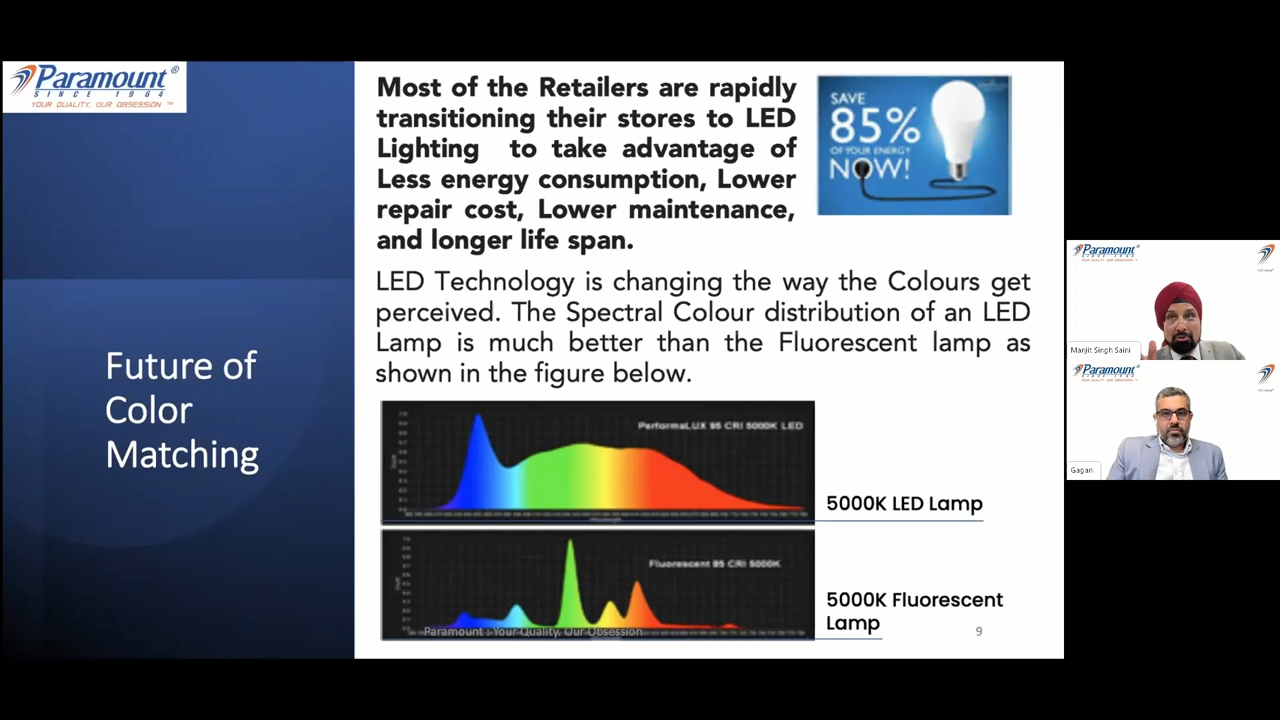 Paramount®
SINCE 1964
YOUR QUALITY, OUR OBSESSION ™
Future of
Color
Matching
Most of the Retailers are rapidly
transitioning their stores to LED
Lighting to take advantage of
Less energy consumption, Lower
repair cost, Lower maintenance,
and longer life span.
SAVE
85%
OF YOUR ENERGY
NOW!
LED Technology is changing the way the Colours get
perceived. The Spectral Colour distribution of an LED
Lamp is much better than the Fluorescent lamp as
shown in the figure below.
PerformaLUX 95 CRI 5000K LED
5000K LED Lamp
Fluorescent 85 CRI 5000K
5000K Fluorescent
Lamp
Paramount : Your Quality. Our Obsession
9
Paramount
Manjit Singh Saini
Paramount
Gagan